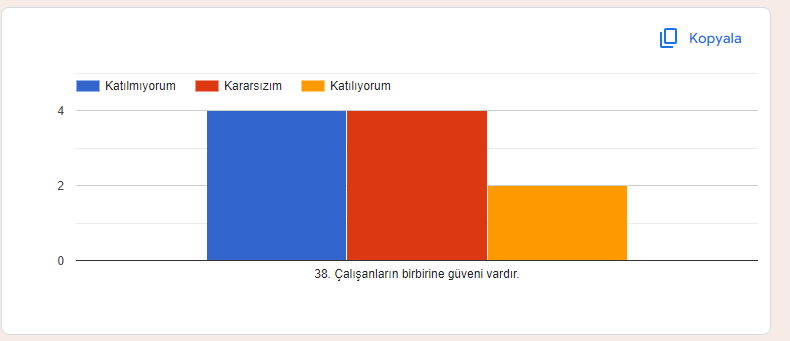 Kopyala
Katılmıyorum Kararsızım Katılıyorum
4
2
0
38. Çalışanların birbirine güveni vardır.